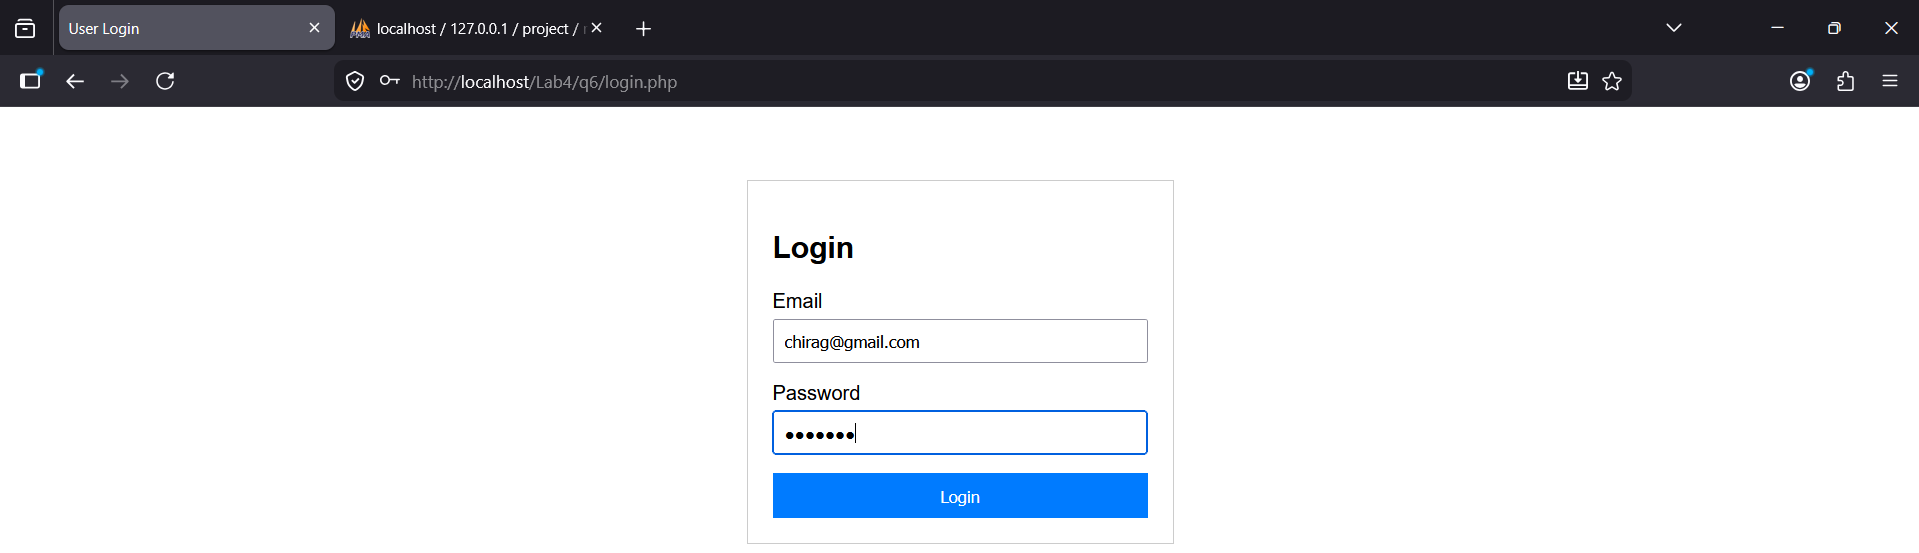 User Login
localhost / 127.0.0.1 / project /
http://localhost/Lab4/q6/login.php
Login
Email
chirag@gmail.com
Password
•••••••
Login